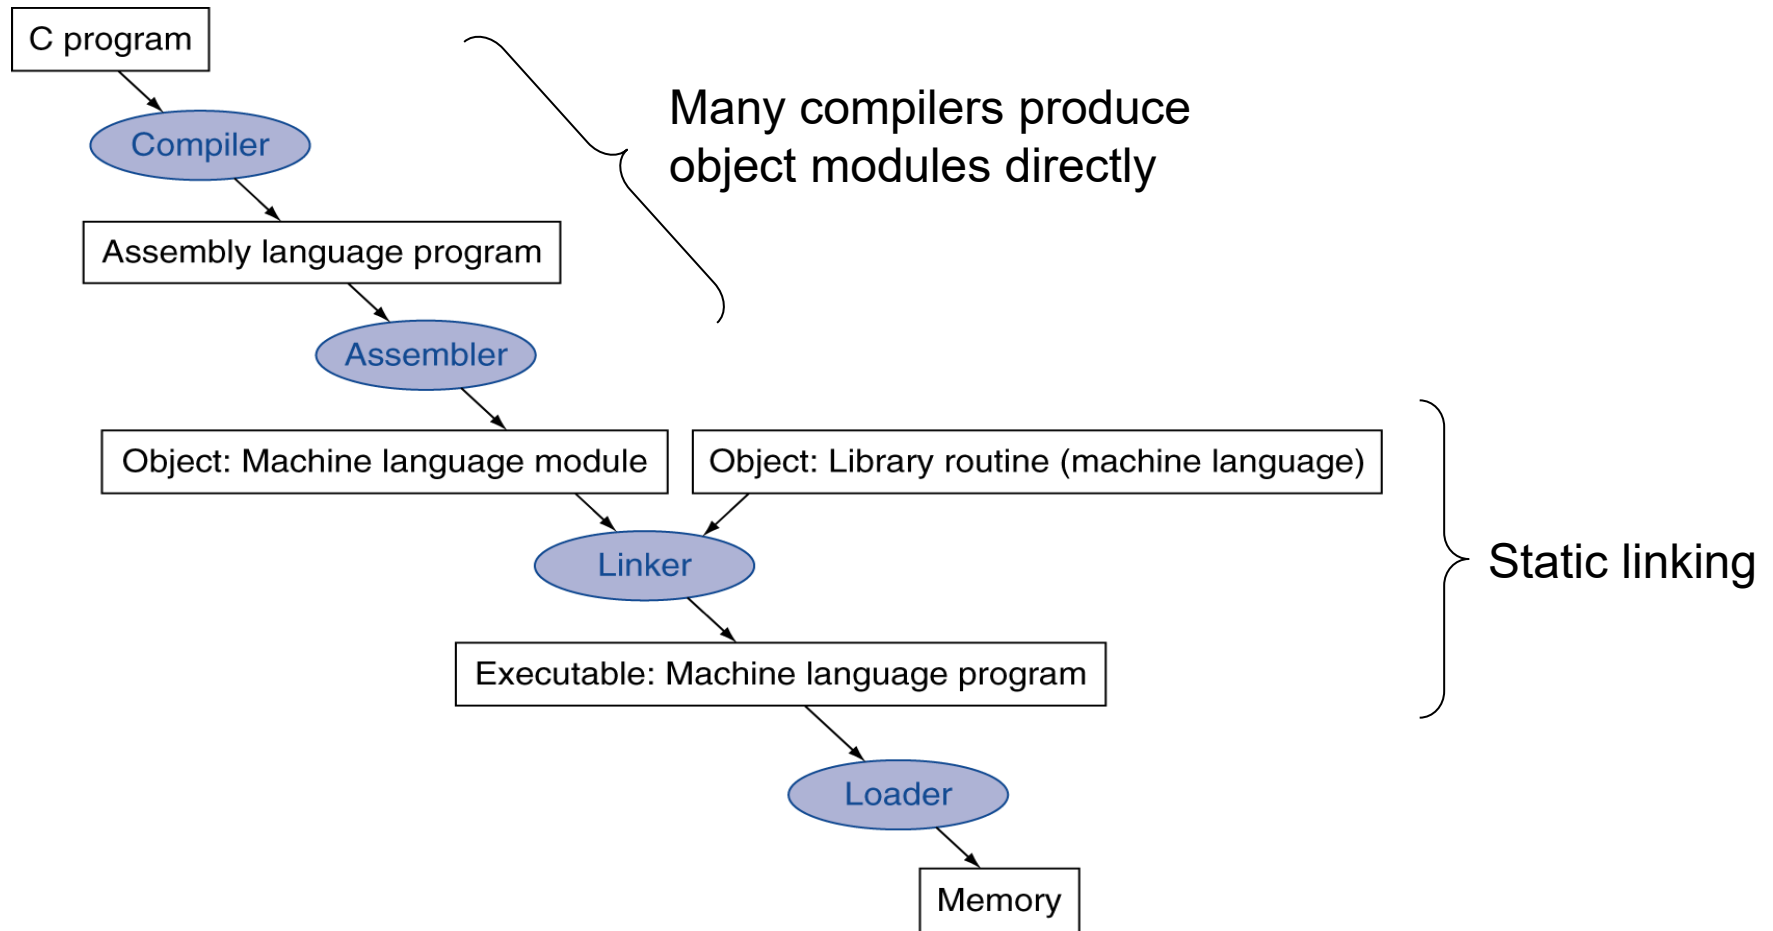 C program
Many compilers produce
object modules directly
Compiler
Assembly language program
Assembler
Object: Machine language module
Object: Library routine (machine language)
Linker
Static linking
Executable: Machine language program
Loader
Memory